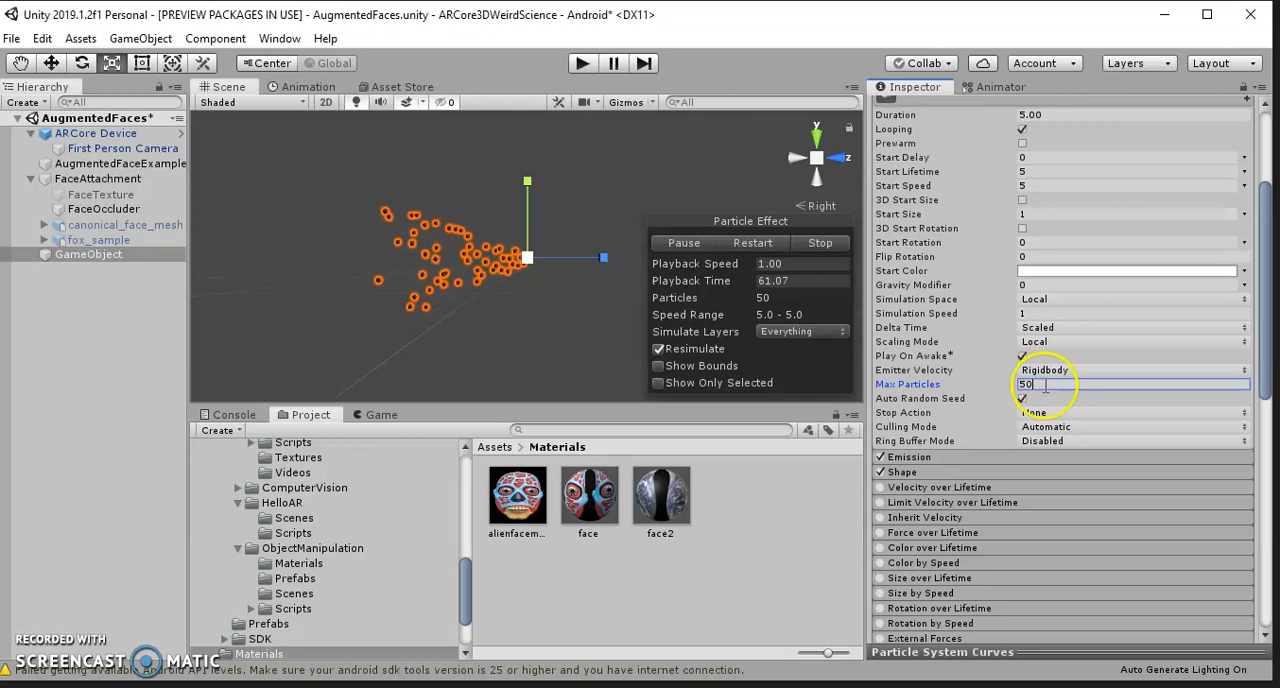 Unity 2019.1.2f1 Personal - [PREVIEW PACKAGES IN USE] - AugmentedFaces.unity - ARCore3DWeirdScience - Android* <DX11>
File Edit Assets GameObject Component Window Help
Center Global Collab Account Layers Layout
Hierarchy
Create All
AugmentedFaces*
ARCore Device
First Person Camera
AugmentedFaceExample
FaceAttachment
FaceTexture
FaceOccluder
canonical_face_mesh
fox_sample
GameObject
Scene Animation Asset Store
Shaded 2D 0 Gizmos All
y
z
Right
Particle Effect
Pause Restart Stop
Playback Speed 1.00
Playback Time 61.07
Particles 50
Speed Range 5.0 - 5.0
Simulate Layers Everything
Resimulate
Show Bounds
Show Only Selected
Console Project Game
Create
Scripts
Textures
Videos
ComputerVision
HelloAR
Scenes
Scripts
ObjectManipulation
Materials
Prefabs
Scenes
Scripts
Prefabs
SDK
Materials
Assets Materials
alienfacem... face face2
Inspector Animator
Duration 5.00
Looping
Prewarm
Start Delay 0
Start Lifetime 5
Start Speed 5
3D Start Size
Start Size 1
3D Start Rotation
Start Rotation 0
Flip Rotation 0
Start Color
Gravity Modifier 0
Simulation Space Local
Simulation Speed 1
Delta Time Scaled
Scaling Mode Local
Play On Awake*
Emitter Velocity Rigidbody
Max Particles 50
Auto Random Seed
Stop Action None
Culling Mode Automatic
Ring Buffer Mode Disabled
Emission
Shape
Velocity over Lifetime
Limit Velocity over Lifetime
Inherit Velocity
Force over Lifetime
Color over Lifetime
Color by Speed
Size over Lifetime
Size by Speed
Rotation over Lifetime
Rotation by Speed
External Forces
Particle System Curves
RECORDED WITH
SCREENCAST MATIC
Failed getting available Android API levels. Make sure your android sdk tools version is 25 or higher and you have internet connection.
Auto Generate Lighting On